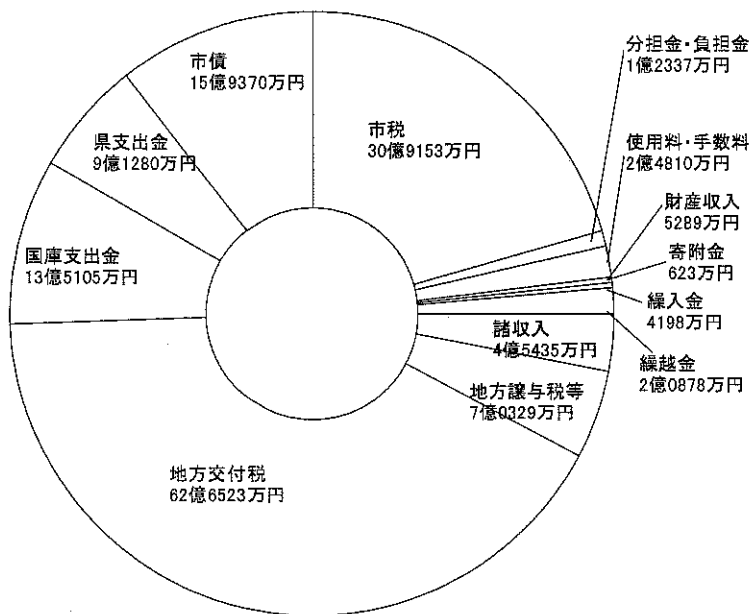 市債
15億9370万円
市税
30億9153万円
分担金・負担金
1億2337万円
県支出金
9億1280万円
使用料・手数料
2億4810万円
財産収入
5289万円
国庫支出金
13億5105万円
寄附金
623万円
繰入金
4198万円
諸収入
4億5435万円
繰越金
2億0878万円
地方譲与税等
7億0329万円
地方交付税
62億6523万円